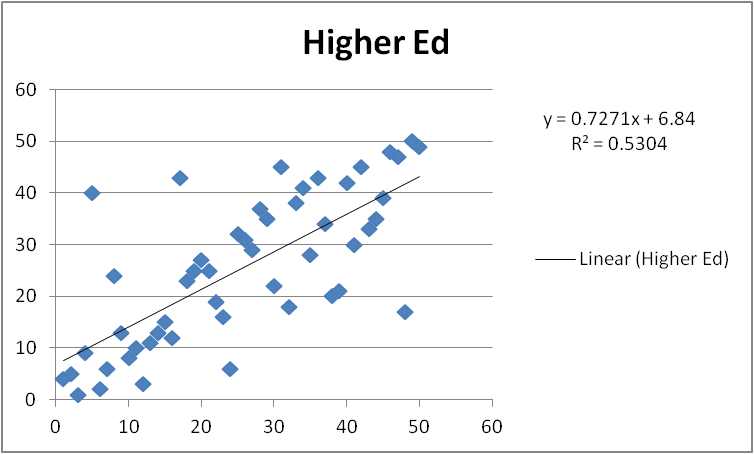 Higher Ed
60
50
40
30
20
10
0
0 10 20 30 40 50 60
y = 0.7271x + 6.84
R² = 0.5304
Linear (Higher Ed)